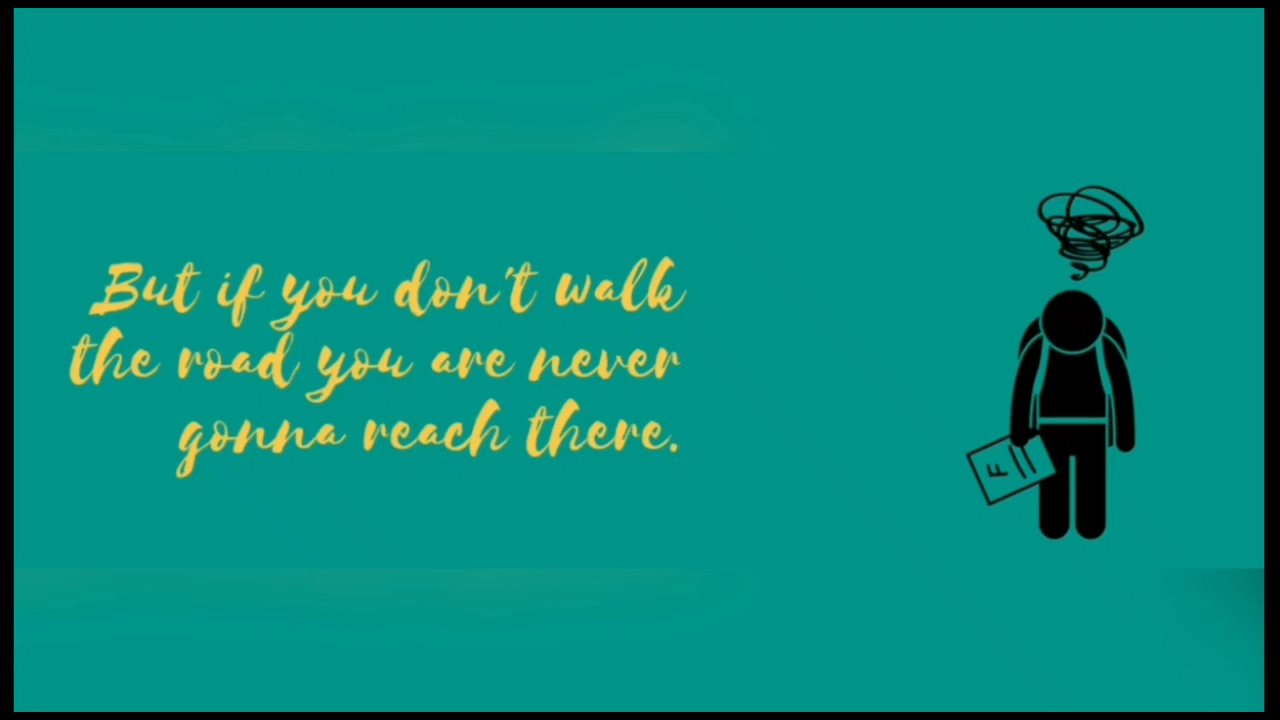 But if you don't walk
the road you are never
gonna reach there.
F